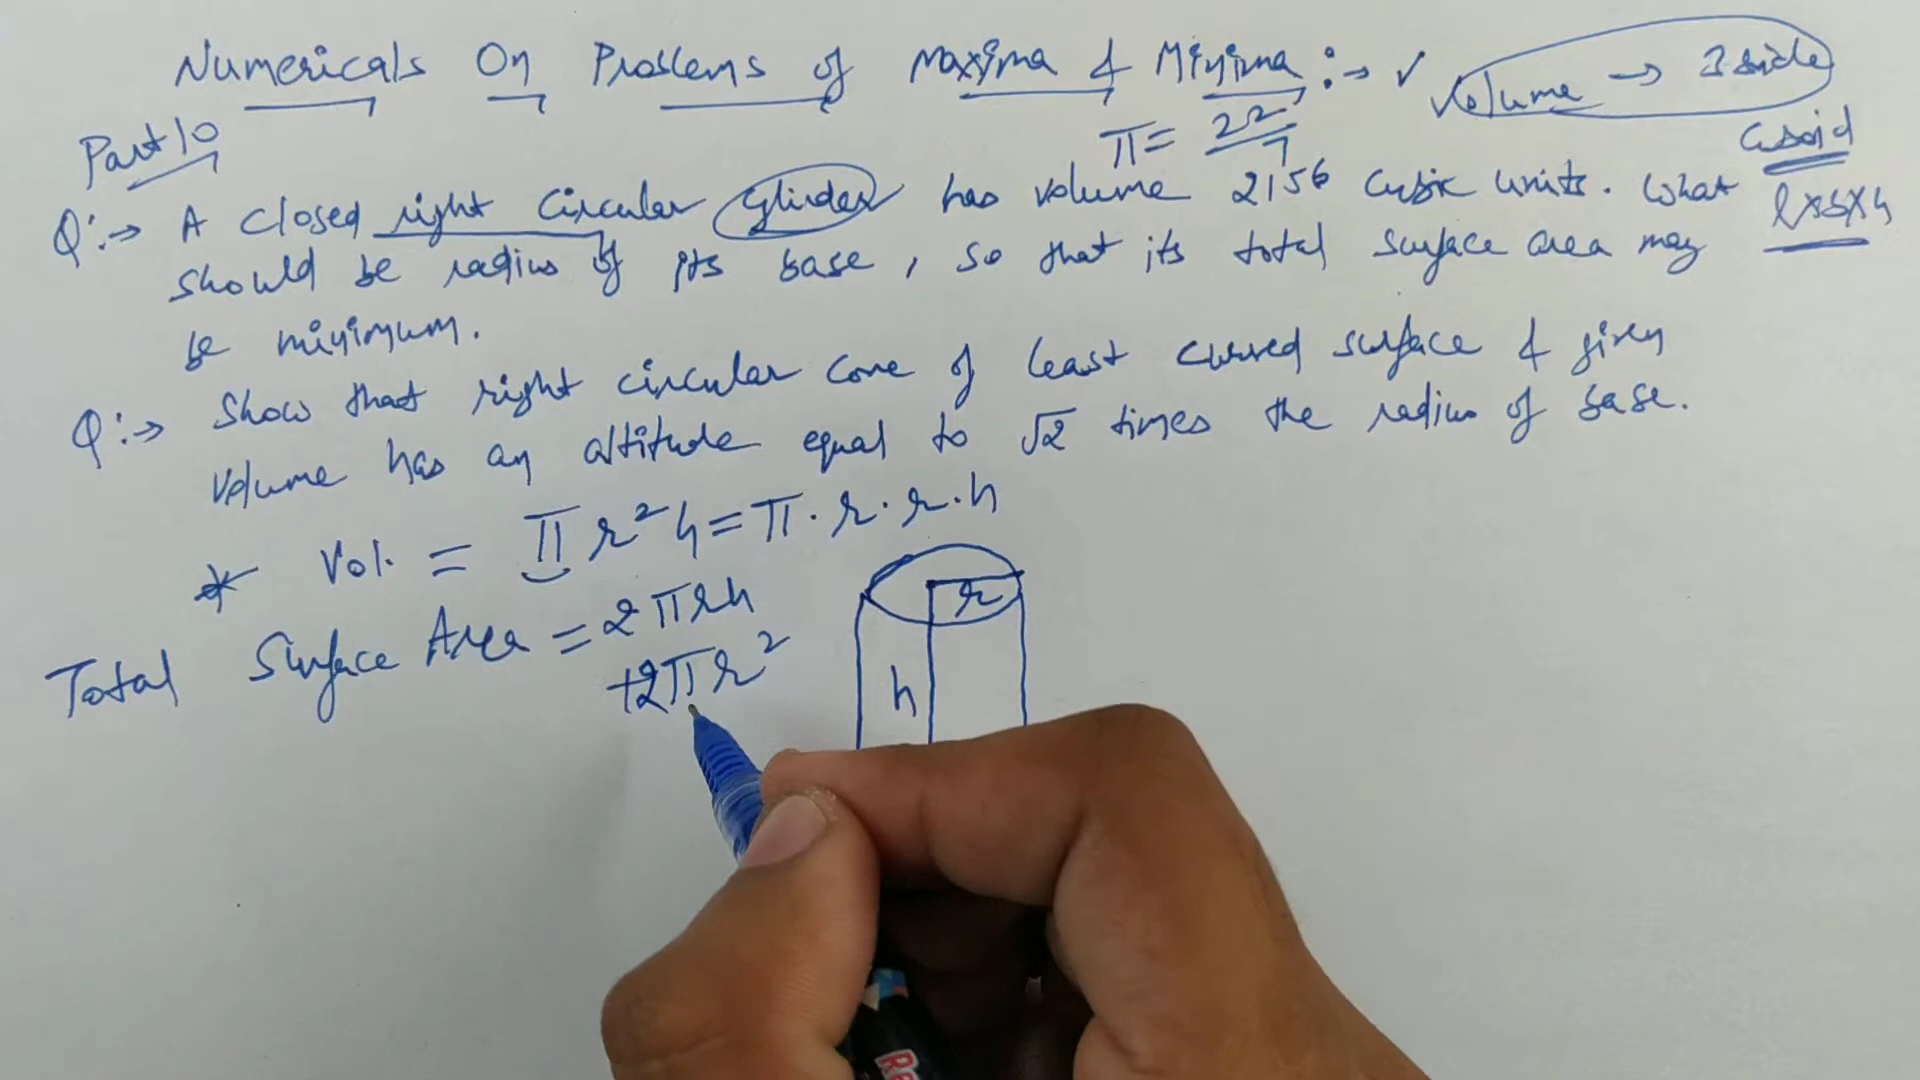 Numericals On Problems of Maxima & Minima :→ ✓
Volume → 3 side
Part 10
π = 22/7
Cuboid
l×b×h
Q:→ A closed right circular cylinder has volume 2156 cubic units. What
should be radius of its base, so that its total surface area may
be minimum.
Q:→ Show that right circular cone of least curved surface & given
volume has an altitude equal to √2 times the radius of base.
* Vol. = πr²h = π·r·r·h
Total Surface Area = 2πrh
+2πr²
r
h